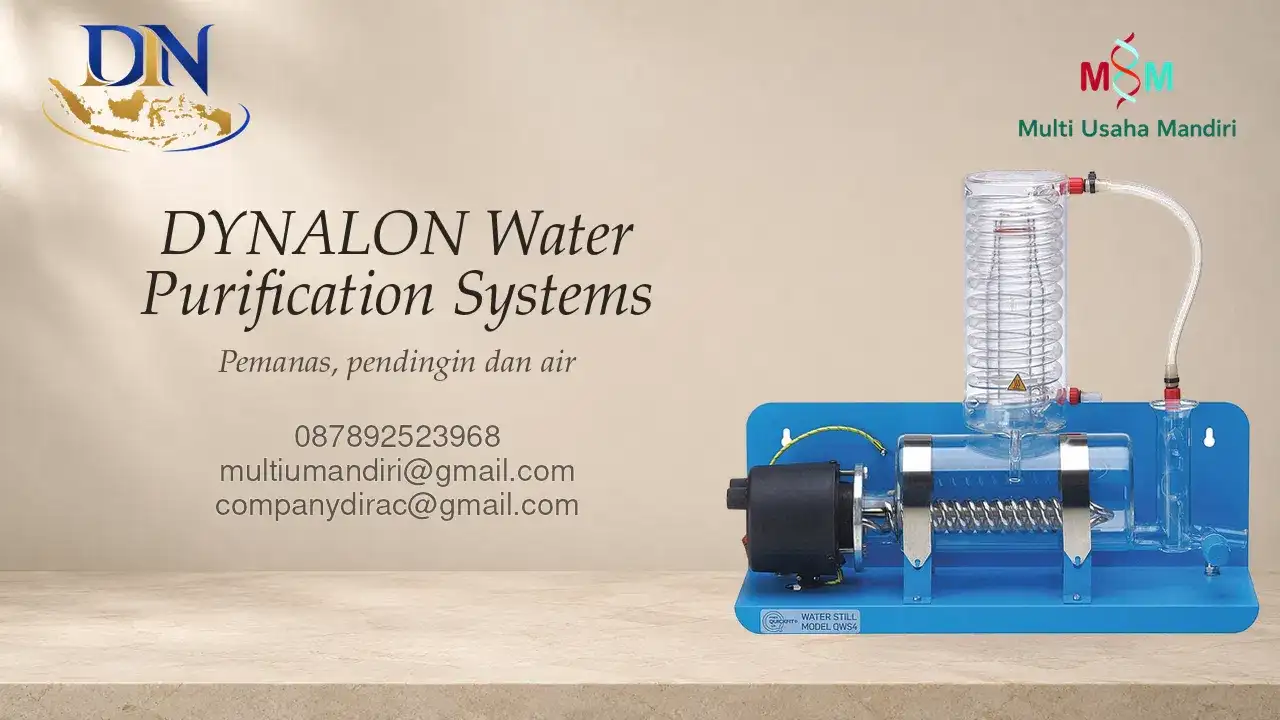 DN
M M
Multi Usaha Mandiri
DYNALON Water
Purification Systems
Pemanas, pendingin dan air
087892523968
multiumandiri@gmail.com
companydirac@gmail.com
QUICKFIT®
WATER STILL
MODEL QWS4